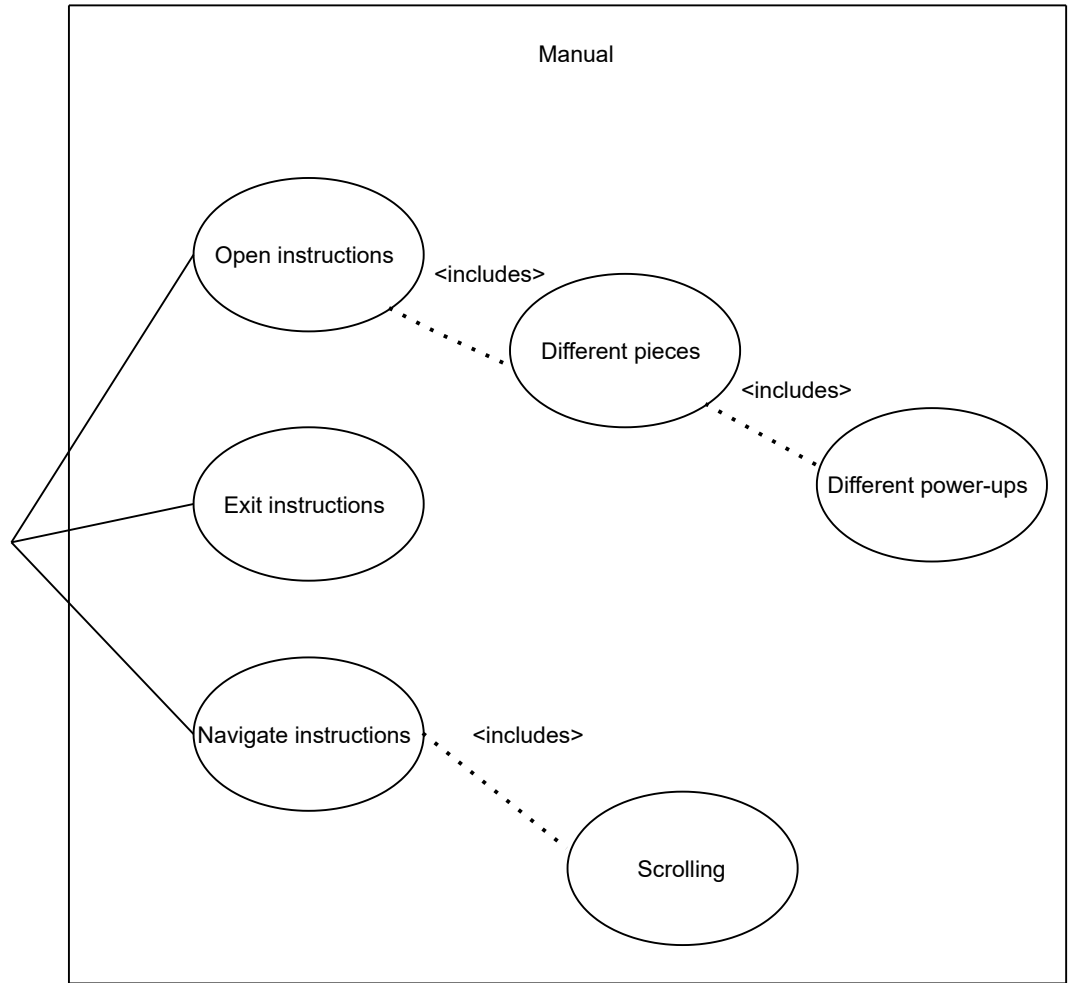 Manual
Open instructions
<includes>
Different pieces
<includes>
Different power-ups
Exit instructions
Navigate instructions
<includes>
Scrolling